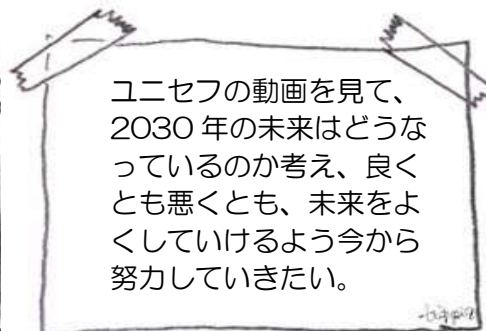 ユニセフの動画を見て、
2030 年の未来はどうな
っているのか考え、良く
とも悪くとも、未来をよ
くしていけるよう今から
努力していきたい。